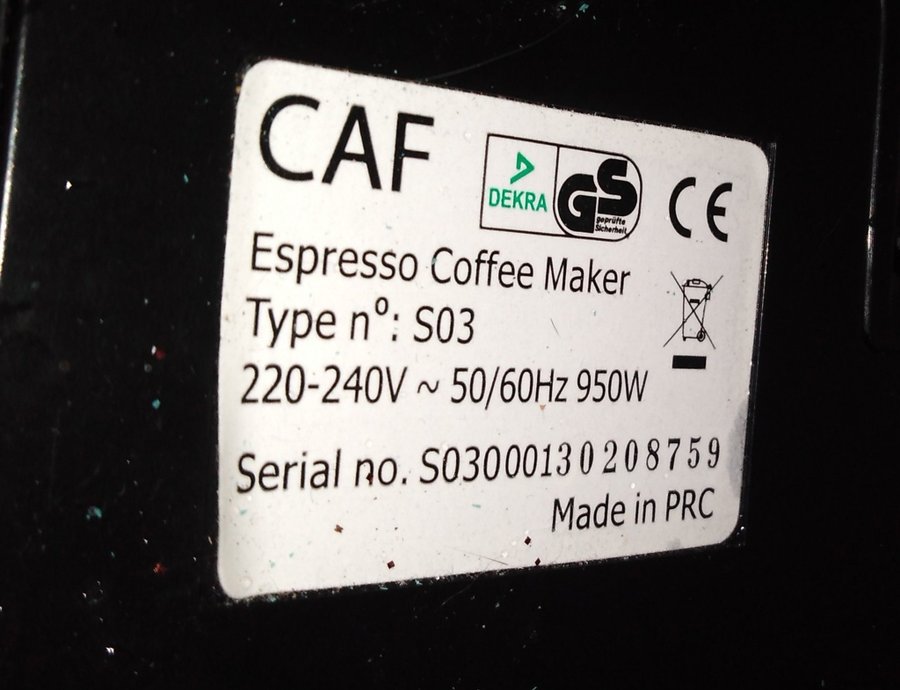 CAF
DEKRA
GS
geprüfte
Sicherheit
CE
Espresso Coffee Maker
Type nº: S03
220-240V ~ 50/60Hz 950W
Serial no. S0300013 0 2 0 8 7 5 9
Made in PRC